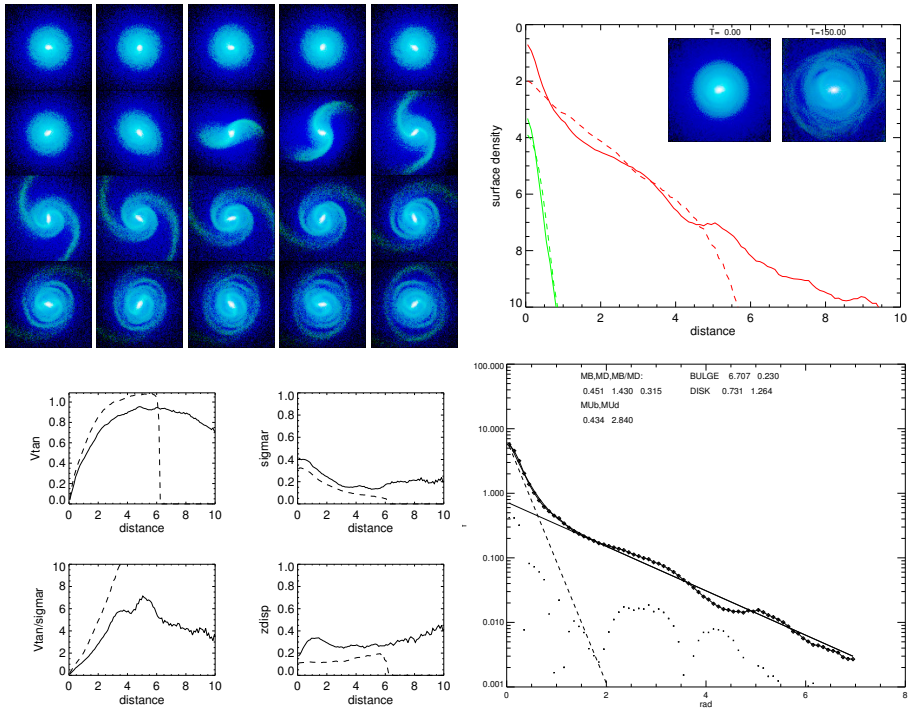 T= 0.00 T=150.00
0
2
4
6
8
10
surface density
0 2 4 6 8 10
distance
1.0
0.8
0.6
0.4
0.2
0.0
Vtan
0 2 4 6 8 10
distance
1.0
0.8
0.6
0.4
0.2
0.0
sigmar
0 2 4 6 8 10
distance
10
8
6
4
2
0
Vtan/sigmar
0 2 4 6 8 10
distance
1.0
0.8
0.6
0.4
0.2
0.0
zdisp
0 2 4 6 8 10
distance
100.000
10.000
1.000
0.100
0.010
0.001
MB,MD,MB/MD: BULGE 6.707 0.230
0.451 1.430 0.315 DISK 0.731 1.264
MUb,MUd
0.434 2.840
0 2 4 6 8
rad